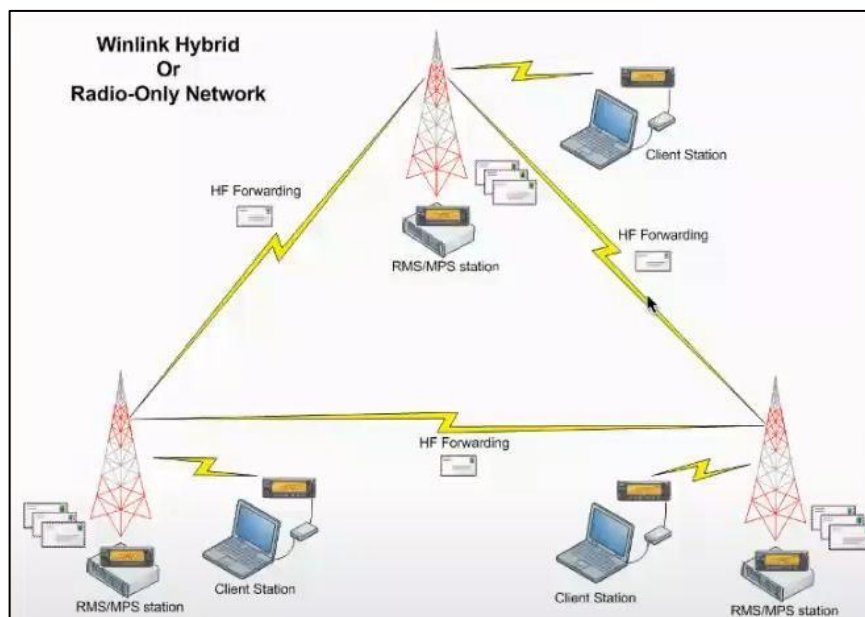 Winlink Hybrid
Or
Radio-Only Network
Client Station
HF Forwarding
HF Forwarding
RMS/MPS station
HF Forwarding
Client Station
Client Station
RMS/MPS station
RMS/MPS station